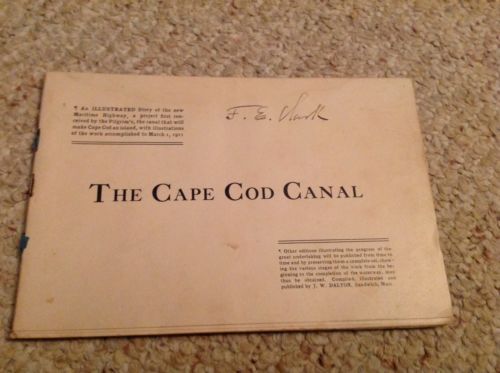 ¶ An ILLUSTRATED Story of the new
Maritime Highway, a project first con-
ceived by the Pilgrim's, the canal that will
make Cape Cod an island, with illustrations
of the work accomplished to March 1, 1911
F. E. Clark
THE CAPE COD CANAL
¶ Other editions illustrating the progress of the
great undertaking will be published from time to
time and by preserving them a complete set, show-
ing the various stages of the work from the be-
ginning to the completion of the waterway, may
thus be obtained. Compiled, illustrated and
published by J. W. DALTON, Sandwich, Mass.